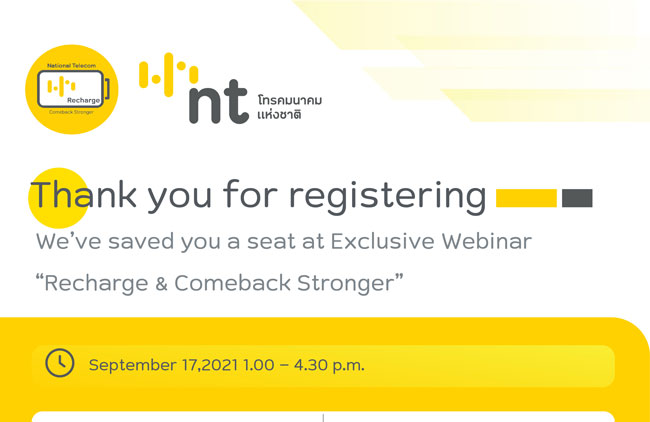 National Telecom
Recharge
Comeback Stronger
nt
โทรคมนาคม
แห่งชาติ
Thank you for registering
We’ve saved you a seat at Exclusive Webinar
“Recharge & Comeback Stronger”
September 17,2021 1.00 – 4.30 p.m.